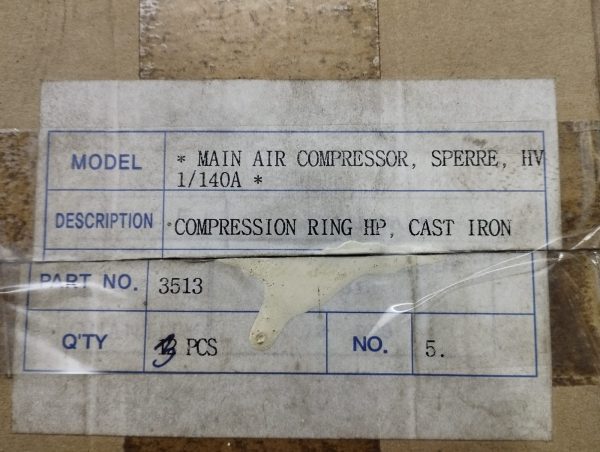 MODEL * MAIN AIR COMPRESSOR, SPERRE, HV
1/140A *
DESCRIPTION COMPRESSION RING HP, CAST IRON
PART NO. 3513
Q'TY PCS NO. 5.